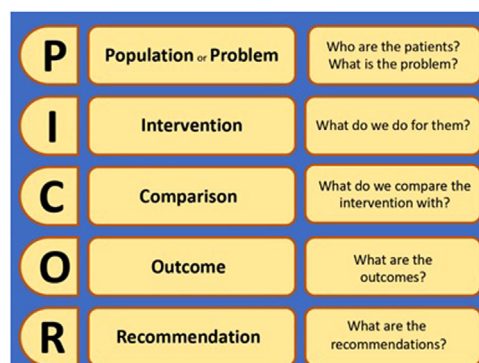 P
Population or Problem
Who are the patients?
What is the problem?
I
Intervention
What do we do for them?
C
Comparison
What do we compare the
intervention with?
O
Outcome
What are the
outcomes?
R
Recommendation
What are the
recommendations?